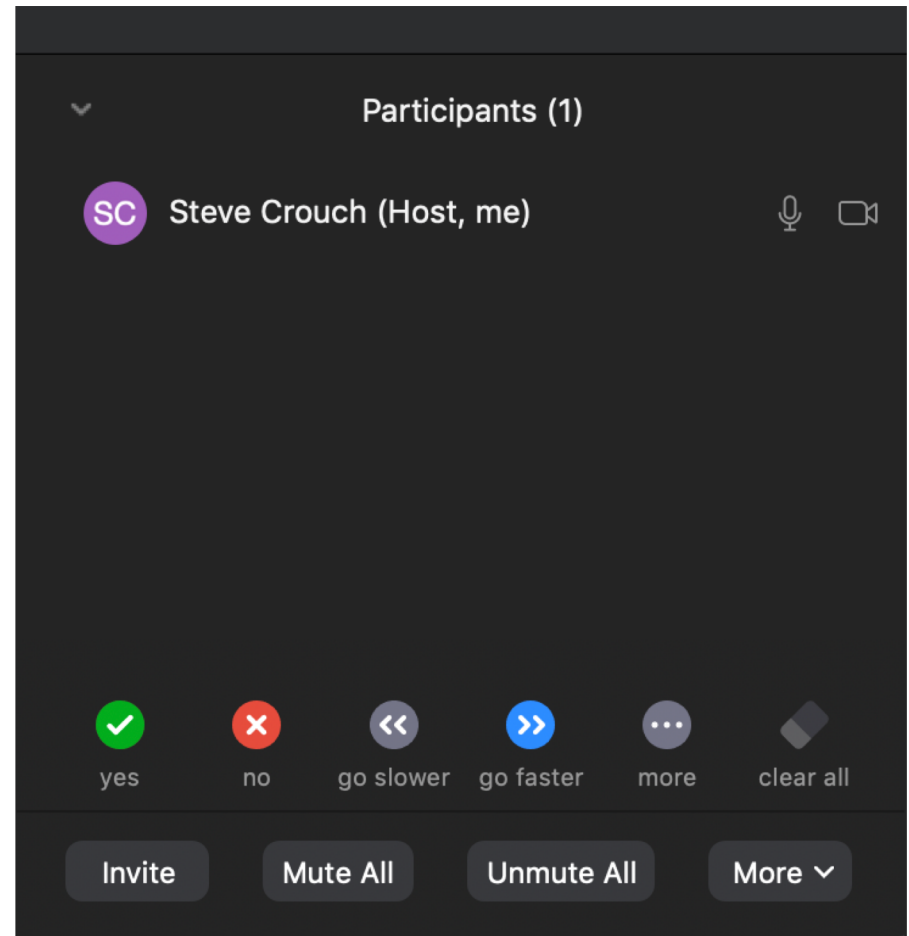 Participants (1)
SC Steve Crouch (Host, me)
yes no go slower go faster more clear all
Invite Mute All Unmute All More